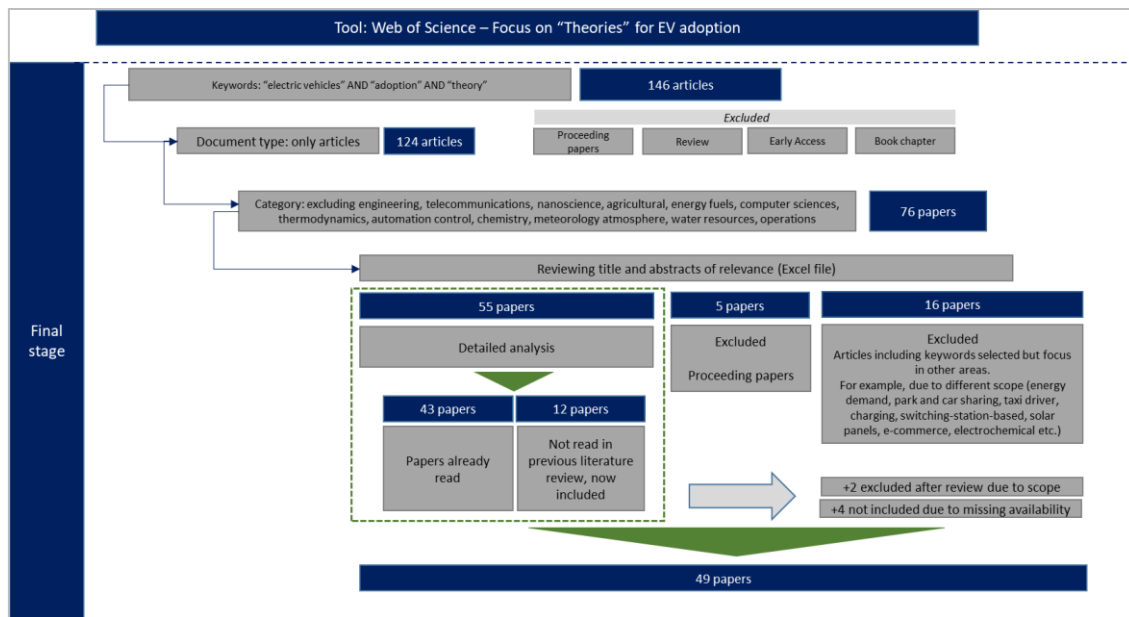 Tool: Web of Science – Focus on “Theories” for EV adoption
Final
stage
Keywords: “electric vehicles” AND “adoption” AND “theory”
146 articles
Excluded
Document type: only articles
124 articles
Proceeding
papers
Review
Early Access
Book chapter
Category: excluding engineering, telecommunications, nanoscience, agricultural, energy fuels, computer sciences,
thermodynamics, automation control, chemistry, meteorology atmosphere, water resources, operations
76 papers
Reviewing title and abstracts of relevance (Excel file)
55 papers
Detailed analysis
43 papers
Papers already
read
12 papers
Not read in
previous literature
review, now
included
5 papers
Excluded
Proceeding papers
16 papers
Excluded
Articles including keywords selected but focus
in other areas.
For example, due to different scope (energy
demand, park and car sharing, taxi driver,
charging, switching-station-based, solar
panels, e-commerce, electrochemical etc.)
+2 excluded after review due to scope
+4 not included due to missing availability
49 papers